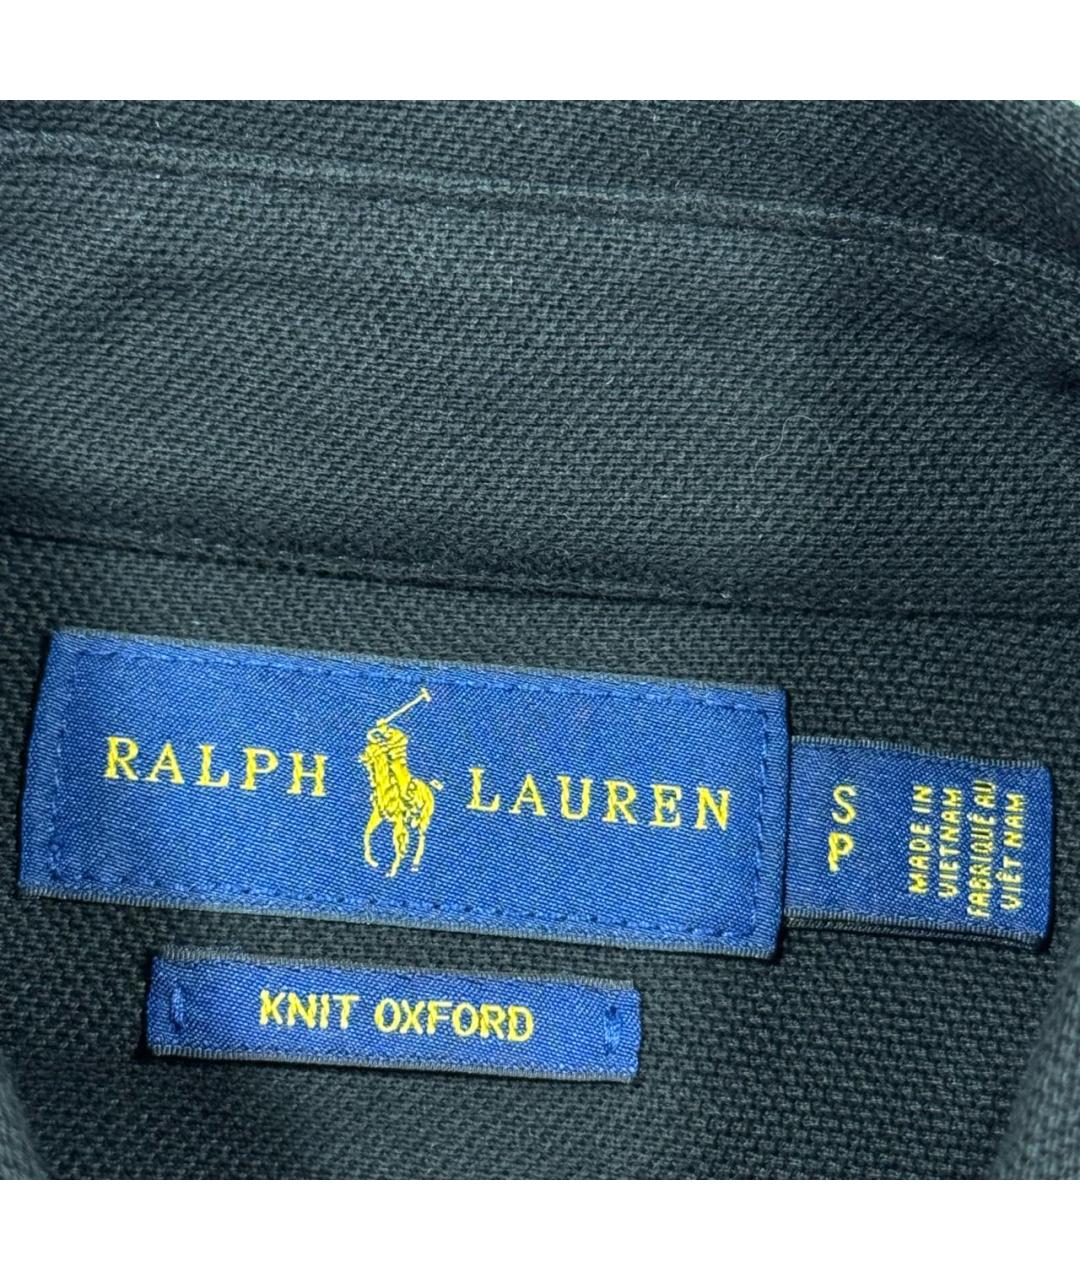 RALPH LAUREN
S
P
MADE IN
VIETNAM
FABRIQUÉ AU
VIÊT NAM
KNIT OXFORD